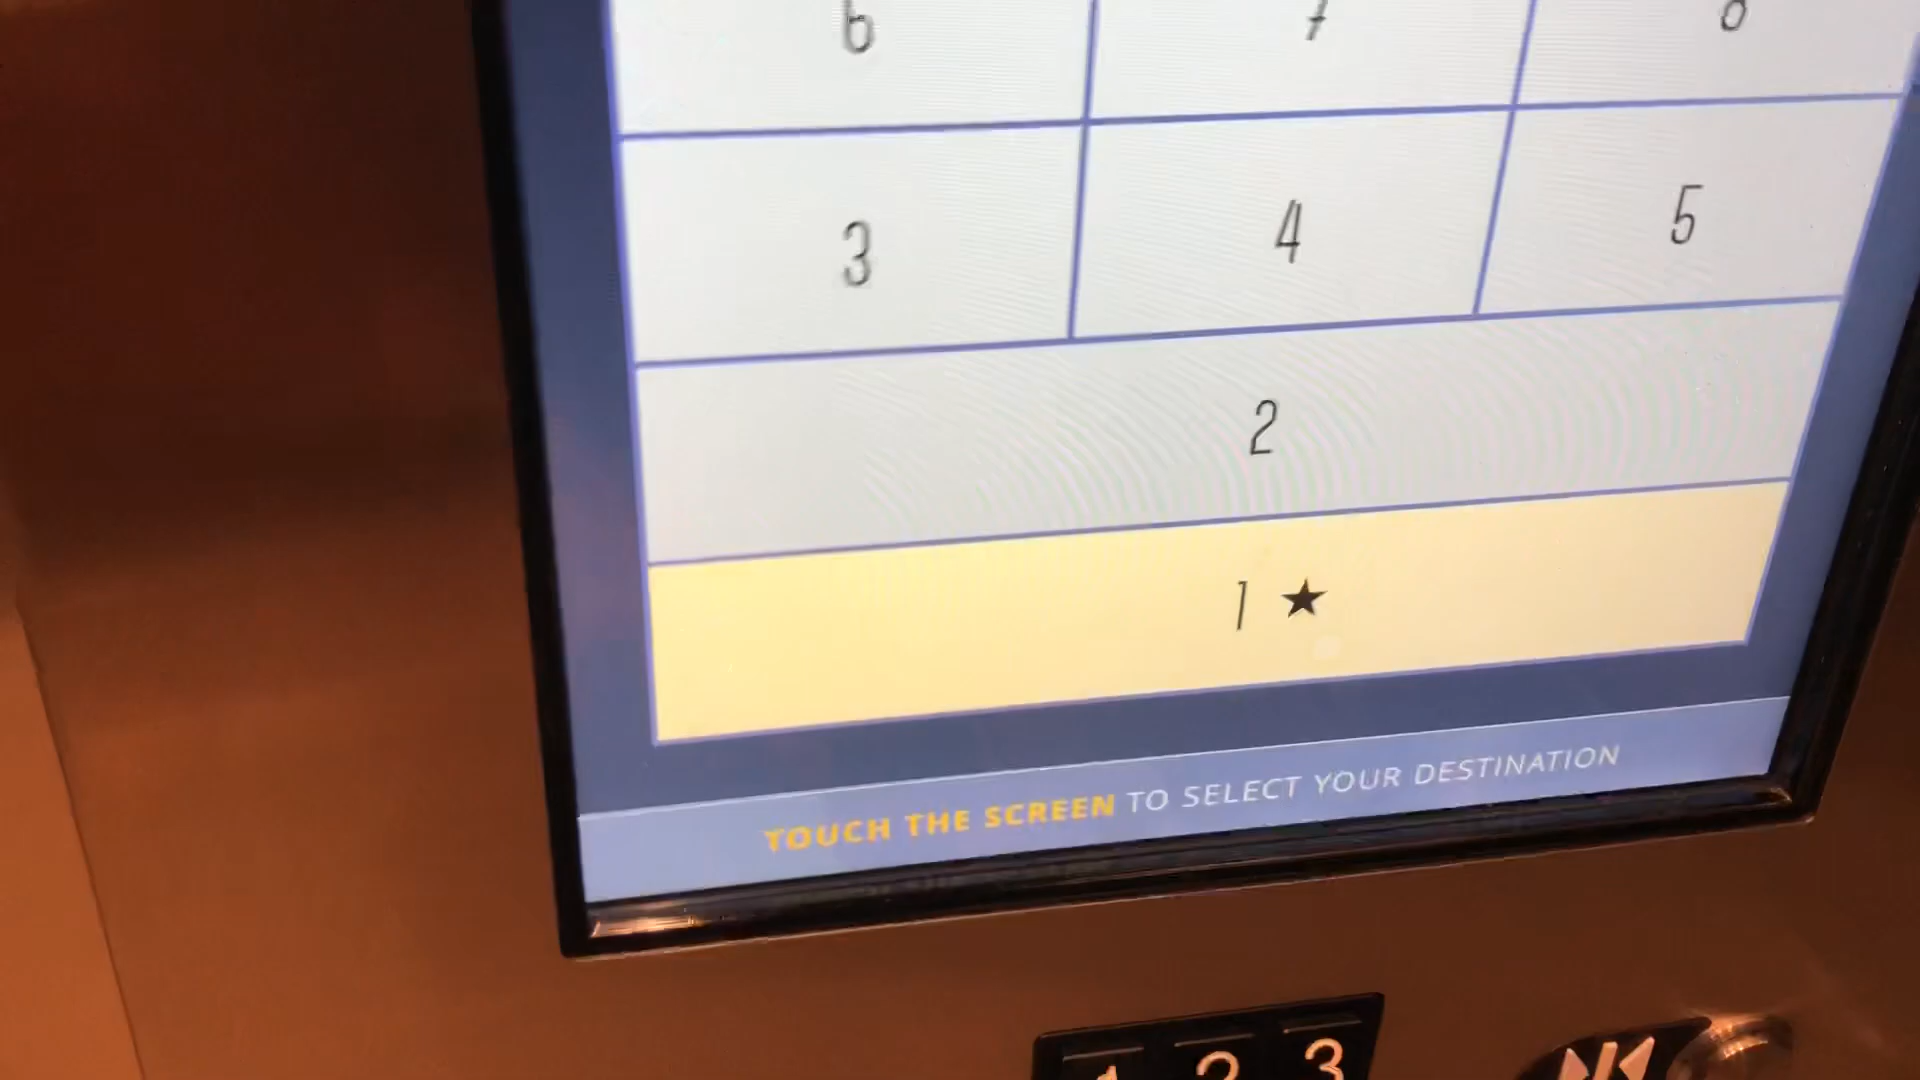 6 7 8
3 4 5
2
1 ★
TOUCH THE SCREEN TO SELECT YOUR DESTINATION
1 2 3